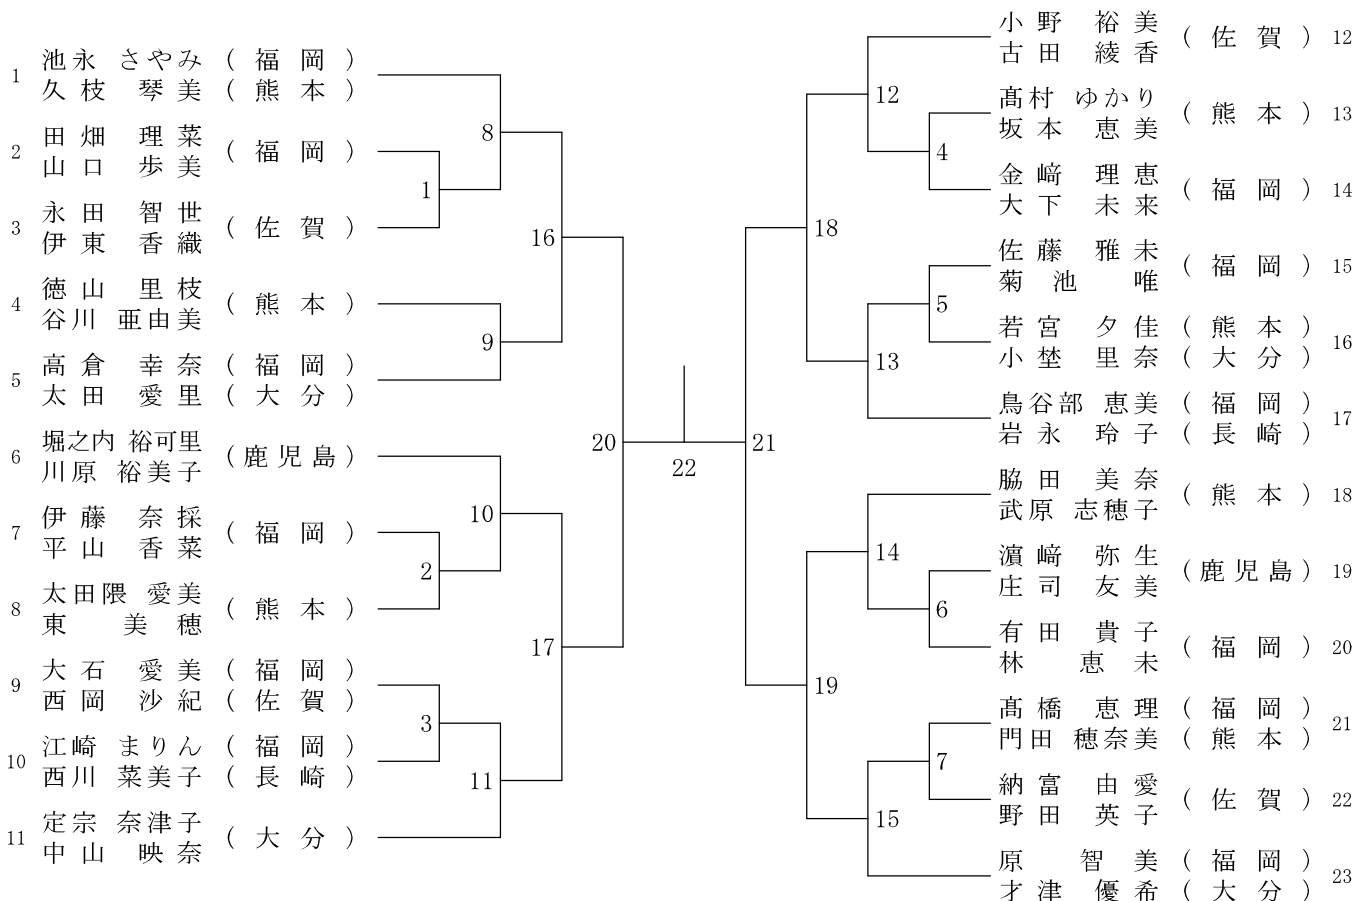 1 池永 さやみ (福岡)
久枝 琴美 (熊本)
2 田畑 理菜 (福岡)
山口 歩美
3 永田 智世 (佐賀)
伊東 香織
4 徳山 里枝 (熊本)
谷川 亜由美
5 高倉 幸奈 (福岡)
太田 愛里 (大分)
6 堀之内 裕可里 (鹿児島)
川原 裕美子
7 伊藤 奈採 (福岡)
平山 香菜
8 太田隈 愛美 (熊本)
東 美穂
9 大石 愛美 (福岡)
西岡 沙紀 (佐賀)
10 江崎 まりん (福岡)
西川 菜美子 (長崎)
11 定宗 奈津子 (大分)
中山 映奈
8
1
16
9
20
10
2
17
3
11
22
21
12
4
18
5
13
14
6
19
7
15
小野 裕美 (佐賀) 12
古田 綾香
髙村 ゆかり (熊本) 13
坂本 恵美
金﨑 理恵 (福岡) 14
大下 未来
佐藤 雅未 (福岡) 15
菊池 唯
若宮 夕佳 (熊本) 16
小埜 里奈 (大分)
鳥谷部 恵美 (福岡) 17
岩永 玲子 (長崎)
脇田 美奈 (熊本) 18
武原 志穂子
濵﨑 弥生 (鹿児島) 19
庄司 友美
有田 貴子 (福岡) 20
林 恵未
髙橋 恵理 (福岡) 21
門田 穂奈美 (熊本)
納富 由愛 (佐賀) 22
野田 英子
原 智美 (福岡) 23
才津 優希 (大分)